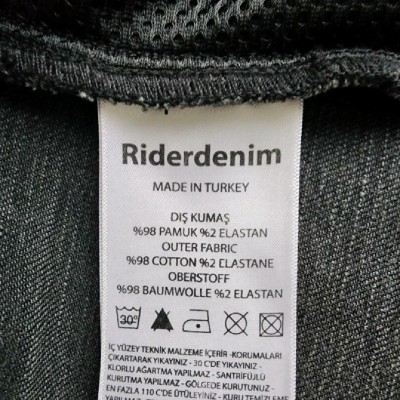 Riderdenim
MADE IN TURKEY
DIŞ KUMAŞ
%98 PAMUK %2 ELASTAN
OUTER FABRIC
%98 COTTON %2 ELASTANE
OBERSTOFF
%98 BAUMWOLLE %2 ELASTAN
30°
İÇ YÜZEY TEKNİK MALZEME İÇERİR -KORUMALARI
ÇIKARTARAK YIKAYINIZ - 30 C'DE YIKAYINIZ -
KLORLU AĞARTMA YAPILMAZ - SANTRİFÜJLÜ
KURUTMA YAPILMAZ - GÖLGEDE KURUTUNUZ -
EN FAZLA 110 C'DE ÜTÜLEYİNİZ - KURU TEMİZLEME